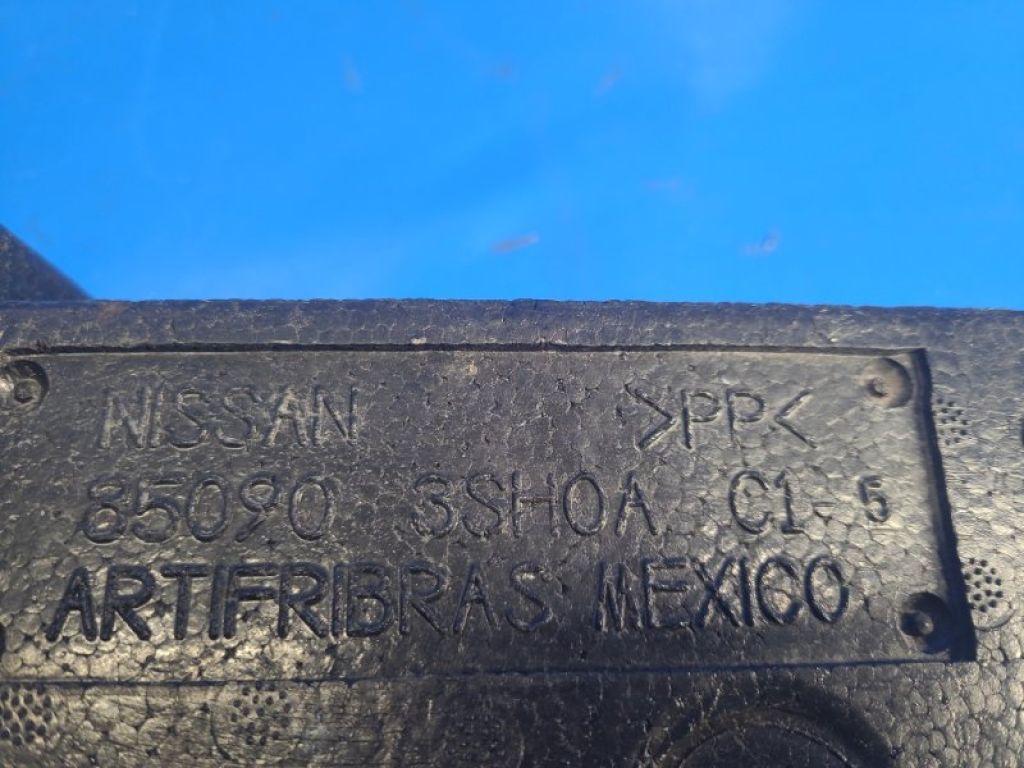 NISSAN >PP<
85090 3SH0A C1-5
ARTIFRIBRAS MEXICO